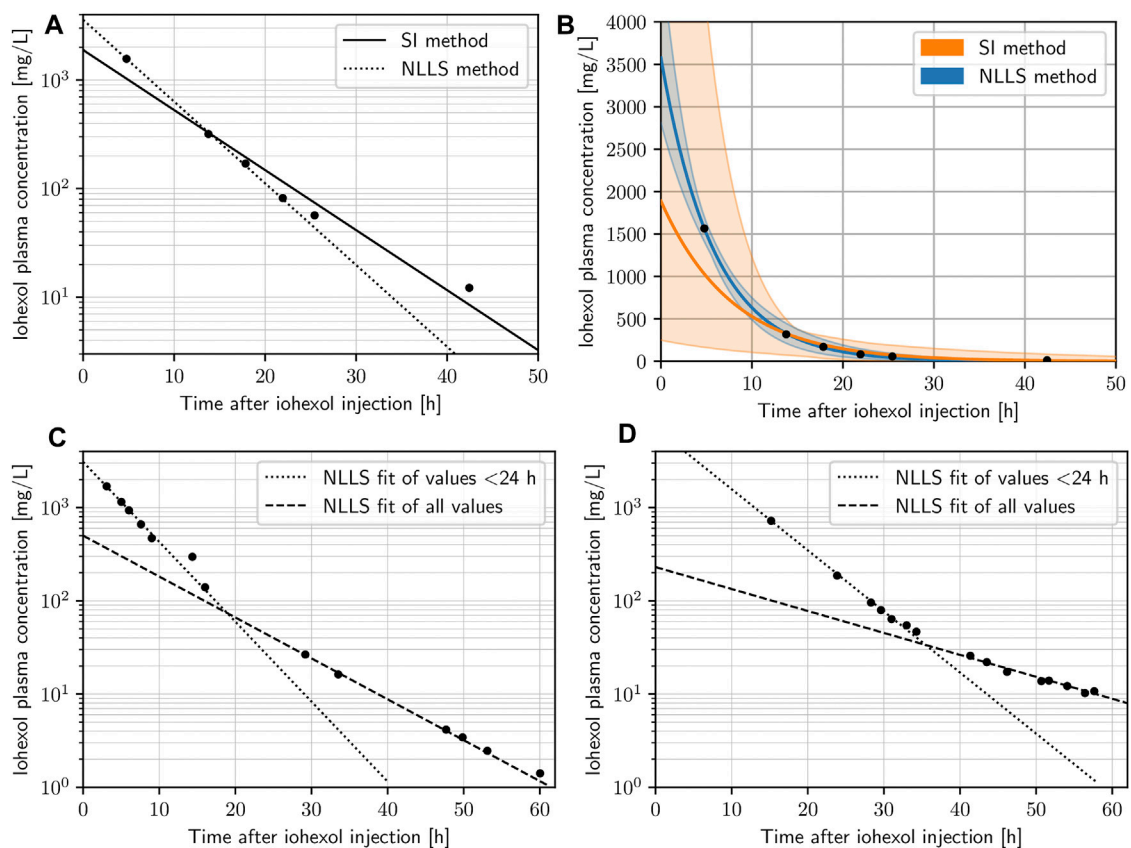 A
Iohexol plasma concentration [mg/L]
10³
10²
10¹
SI method
NLLS method
0 10 20 30 40 50
Time after iohexol injection [h]
B
Iohexol plasma concentration [mg/L]
4000
3500
3000
2500
2000
1500
1000
500
0
SI method
NLLS method
0 10 20 30 40 50
Time after iohexol injection [h]
C
Iohexol plasma concentration [mg/L]
10³
10²
10¹
10⁰
NLLS fit of values <24 h
NLLS fit of all values
0 10 20 30 40 50 60
Time after iohexol injection [h]
D
Iohexol plasma concentration [mg/L]
10³
10²
10¹
10⁰
NLLS fit of values <24 h
NLLS fit of all values
0 10 20 30 40 50 60
Time after iohexol injection [h]